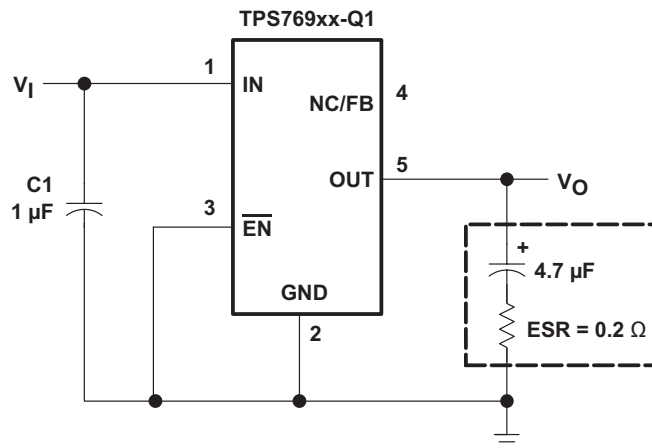 TPS769xx-Q1
1
V_I
IN
NC/FB
4
5
OUT
V_O
C1
1 µF
3
E̅N̅
+
4.7 µF
GND
2
ESR = 0.2 Ω